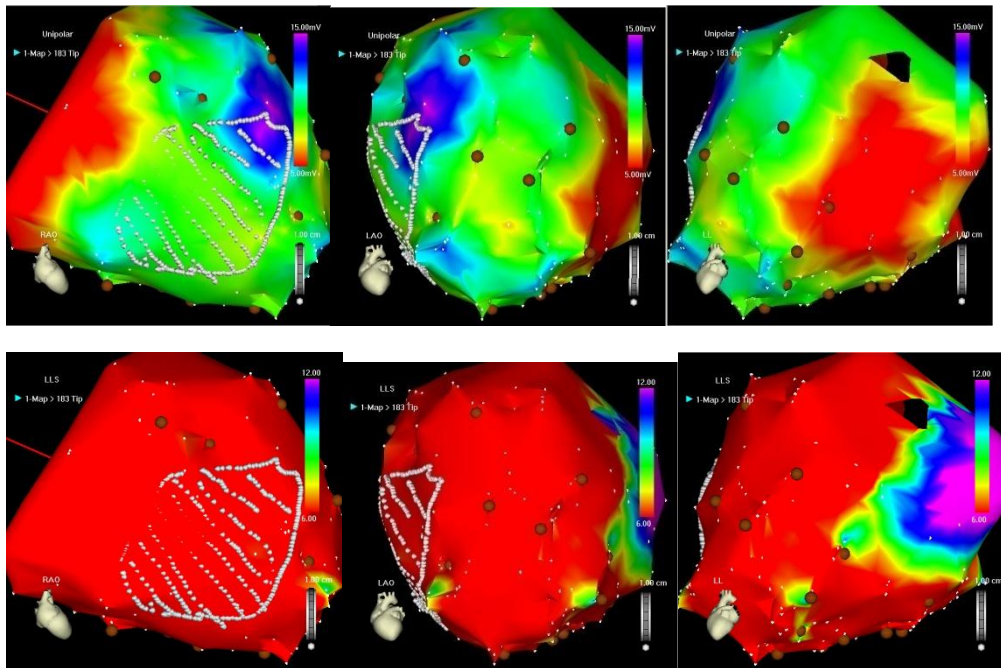 Unipolar
1-Map > 183 Tip
15.00mV
5.00mV
RAO
1.00 cm
Unipolar
1-Map > 183 Tip
15.00mV
5.00mV
LAO
1.00 cm
Unipolar
1-Map > 183 Tip
15.00mV
5.00mV
LL
1.00 cm
LLS
1-Map > 183 Tip
12.00
6.00
RAO
1.00 cm
LLS
1-Map > 183 Tip
12.00
6.00
LAO
1.00 cm
LLS
1-Map > 183 Tip
12.00
6.00
LL
1.00 cm